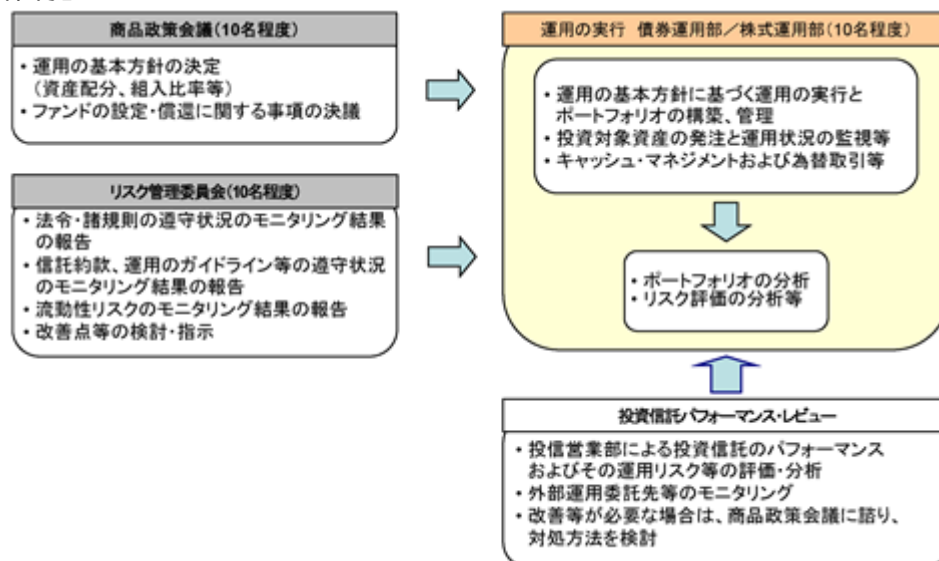 商品政策会議(10名程度)
・運用の基本方針の決定
(資産配分、組入比率等)
・ファンドの設定・償還に関する事項の決議
リスク管理委員会(10名程度)
・法令・諸規則の遵守状況のモニタリング結果
の報告
・信託約款、運用のガイドライン等の遵守状況
のモニタリング結果の報告
・流動性リスクのモニタリング結果の報告
・改善点等の検討・指示
運用の実行 債券運用部/株式運用部(10名程度)
・運用の基本方針に基づく運用の実行と
ポートフォリオの構築、管理
・投資対象資産の発注と運用状況の監視等
・キャッシュ・マネジメントおよび為替取引等
・ポートフォリオの分析
・リスク評価の分析等
投資信託パフォーマンス・レビュー
・投信営業部による投資信託のパフォーマンス
およびその運用リスク等の評価・分析
・外部運用委託先等のモニタリング
・改善等が必要な場合は、商品政策会議に諮り、
対処方法を検討